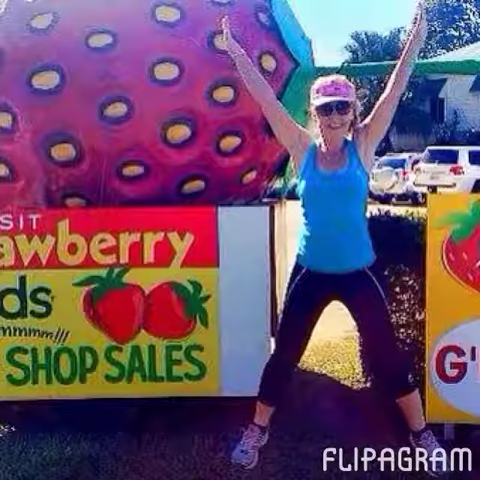 SIT
awberry
ds
mmmm///
SHOP SALES
G'
FLIPAGRAM